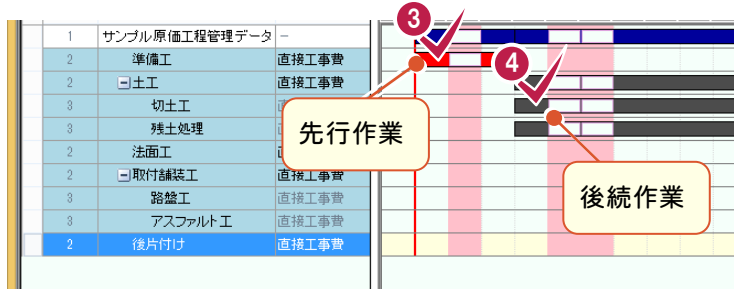 1 サンプル原価工程管理データ -
2 準備工 直接工事費
2 土工 直接工事費
3 切土工
3 残土処理
2 法面工
2 取付舗装工 直接工事費
3 路盤工 直接工事費
3 アスファルト工 直接工事費
2 後片付け 直接工事費
3
4
先行作業
後続作業